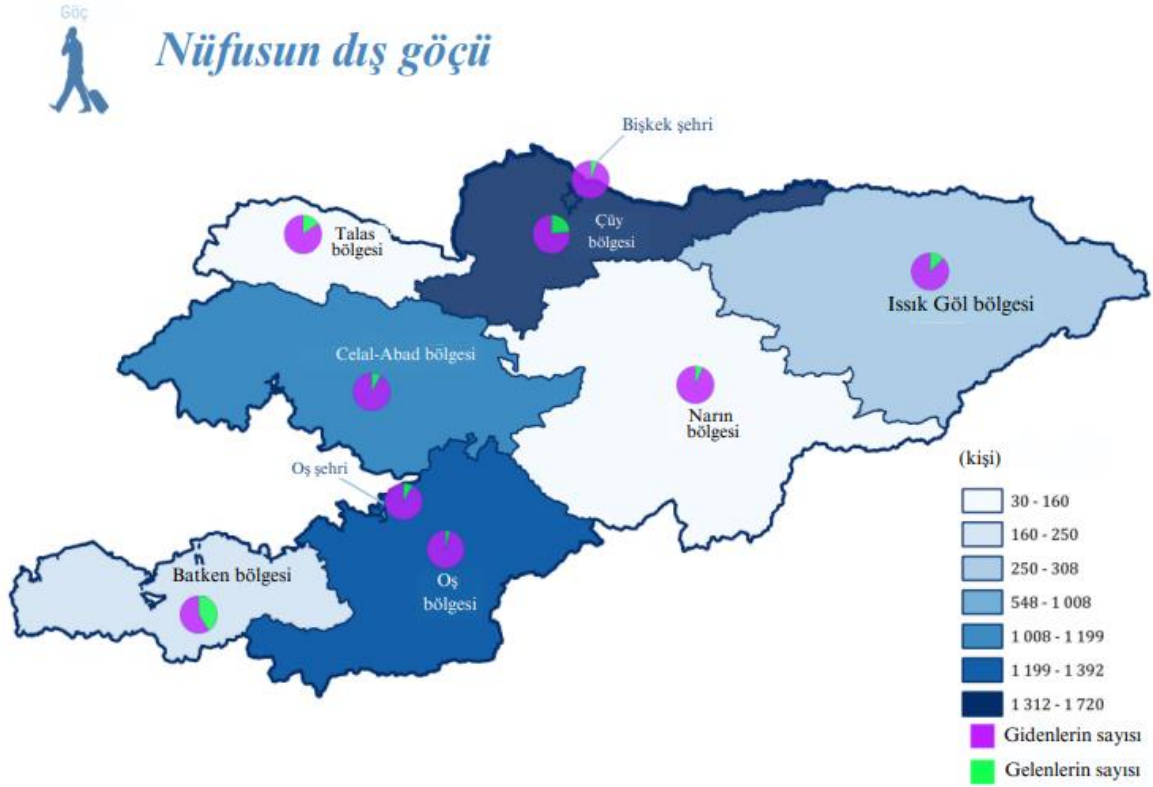 Göç
Nüfusun dış göçü
Bişkek şehri
Talas
bölgesi
Çüy
bölgesi
Issık Göl bölgesi
Celal-Abad bölgesi
Narın
bölgesi
Oş şehri
Batken bölgesi
Oş
bölgesi
(kişi)
30 - 160
160 - 250
250 - 308
548 - 1 008
1 008 - 1 199
1 199 - 1 392
1 312 - 1 720
Gidenlerin sayısı
Gelenlerin sayısı